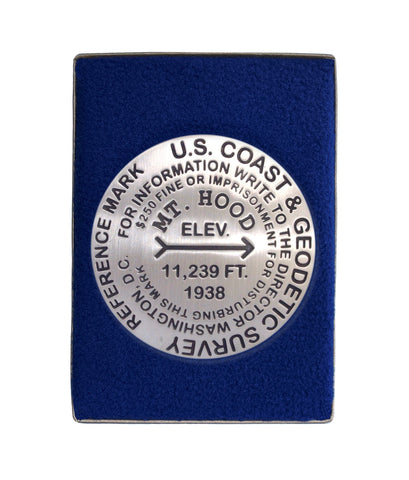 U.S. COAST & GEODETIC SURVEY
REFERENCE MARK
FOR INFORMATION WRITE TO THE DIRECTOR WASHINGTON, D.C.
$250 FINE OR IMPRISONMENT FOR DISTURBING THIS MARK
MT. HOOD
ELEV.
11,239 FT.
1938